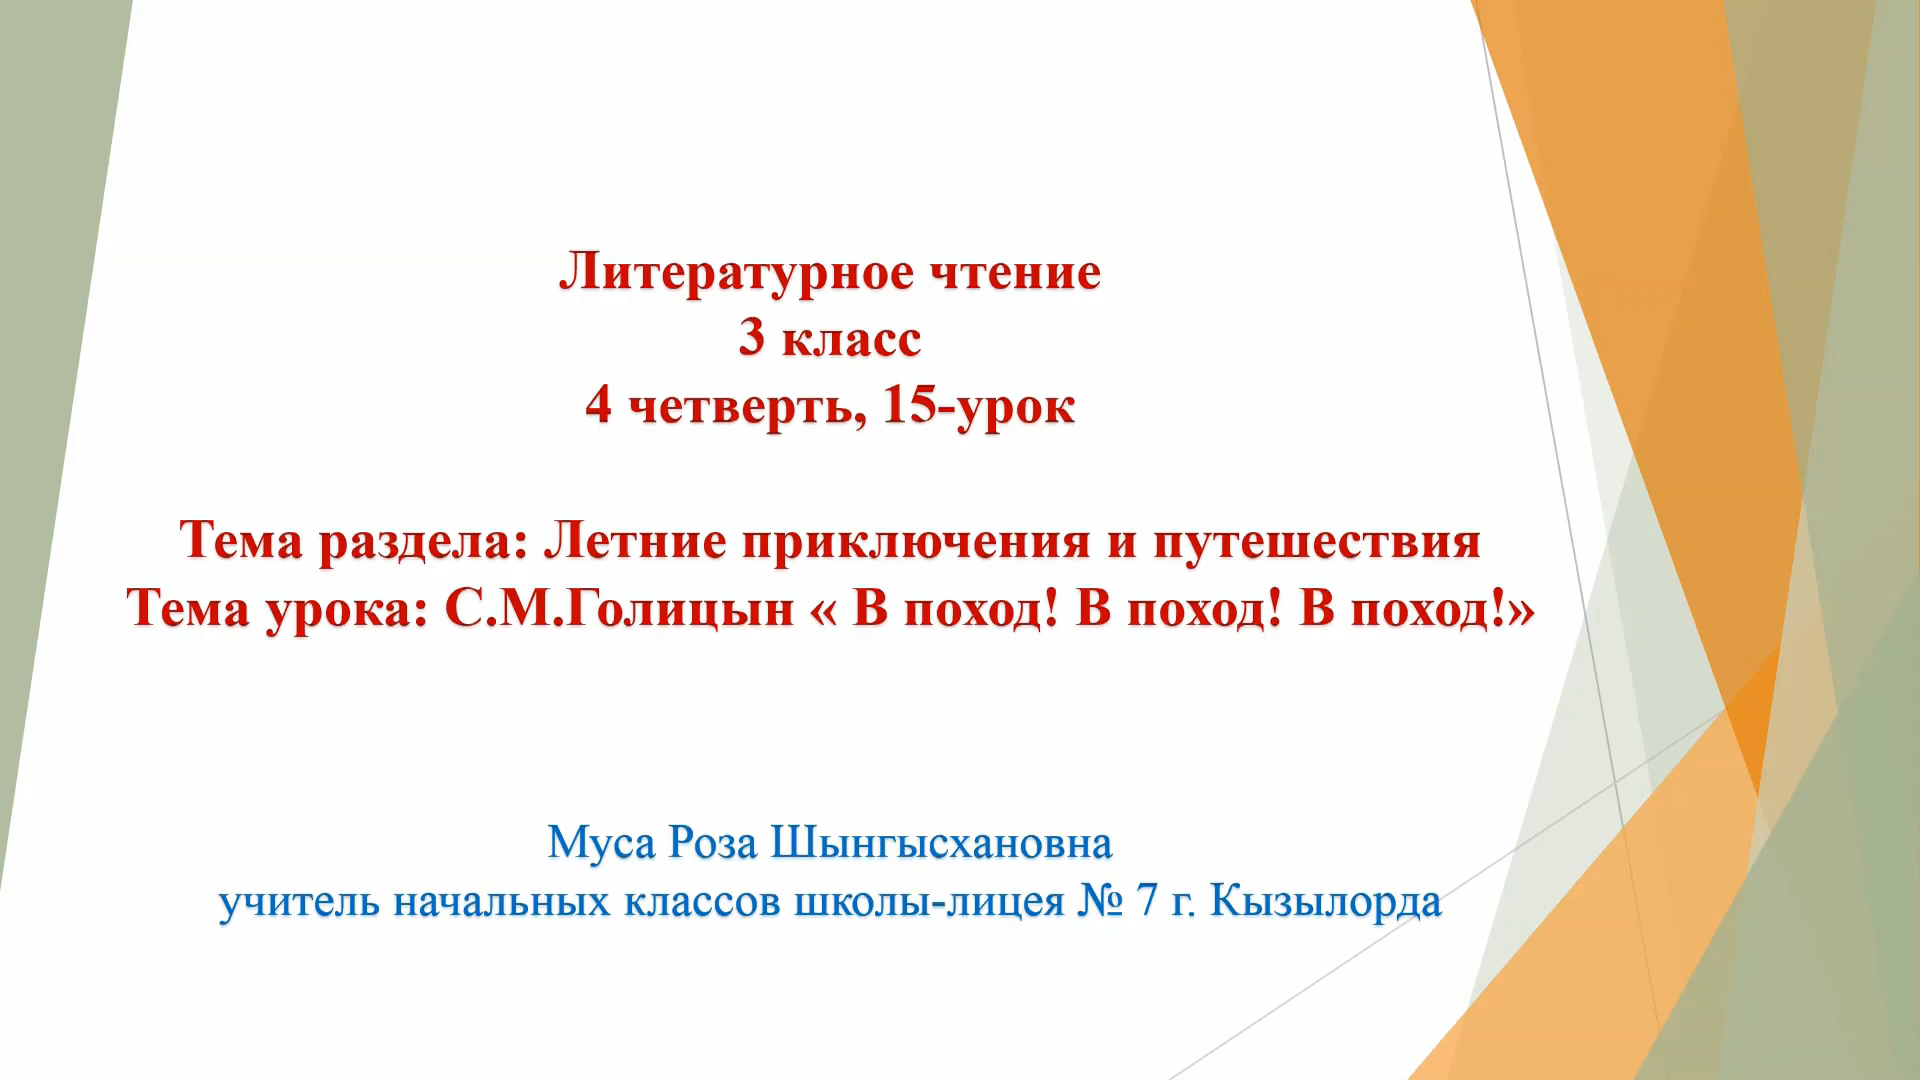 Литературное чтение
3 класс
4 четверть, 15-урок
Тема раздела: Летние приключения и путешествия
Тема урока: С.М.Голицын « В поход! В поход! В поход!»
Муса Роза Шынгысхановна
учитель начальных классов школы-лицея № 7 г. Кызылорда